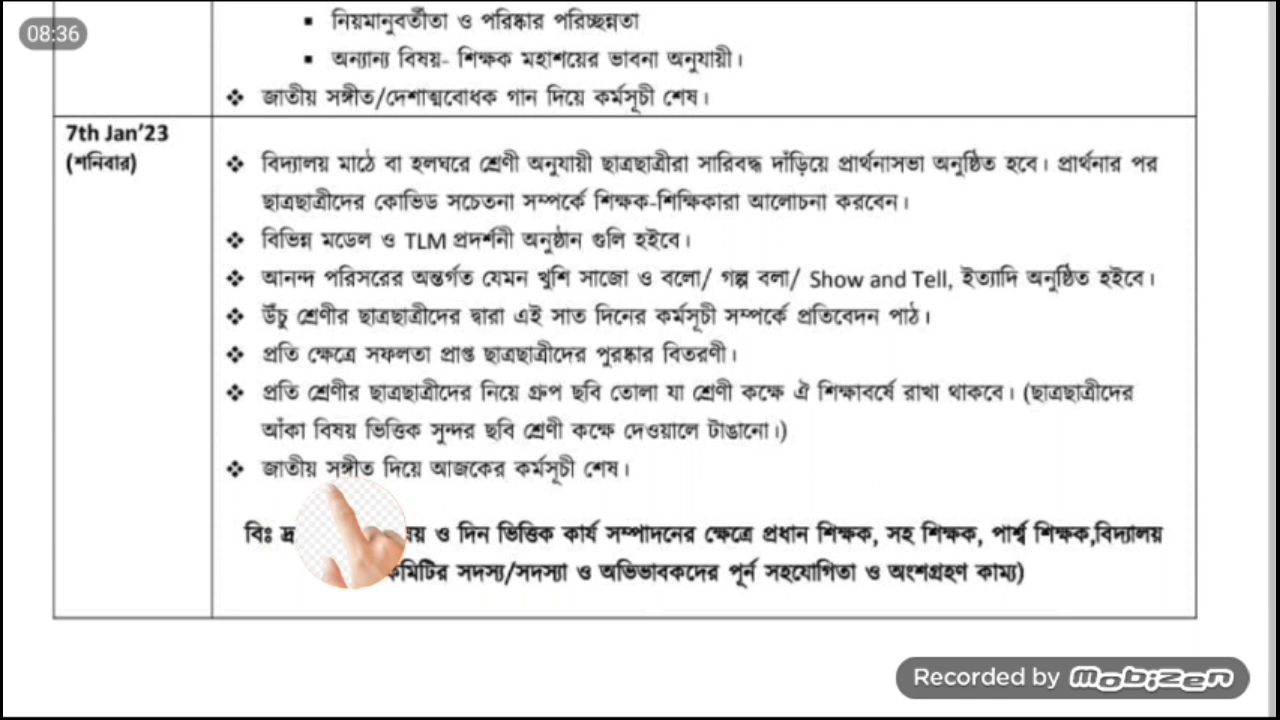 08:36
▪ নিয়মানুবর্তীতা ও পরিষ্কার পরিচ্ছন্নতা
▪ অন্যান্য বিষয়- শিক্ষক মহাশয়ের ভাবনা অনুযায়ী।
❖ জাতীয় সঙ্গীত/দেশাত্মবোধক গান দিয়ে কর্মসূচী শেষ।
7th Jan’23
(শনিবার)
❖ বিদ্যালয় মাঠে বা হলঘরে শ্রেণী অনুযায়ী ছাত্রছাত্রীরা সারিবদ্ধ দাঁড়িয়ে প্রার্থনাসভা অনুষ্ঠিত হবে। প্রার্থনার পর
ছাত্রছাত্রীদের কোভিড সচেতনা সম্পর্কে শিক্ষক-শিক্ষিকারা আলোচনা করবেন।
❖ বিভিন্ন মডেল ও TLM প্রদর্শনী অনুষ্ঠান গুলি হইবে।
❖ আনন্দ পরিসরের অন্তর্গত যেমন খুশি সাজো ও বলো/ গল্প বলা/ Show and Tell, ইত্যাদি অনুষ্ঠিত হইবে।
❖ উঁচু শ্রেণীর ছাত্রছাত্রীদের দ্বারা এই সাত দিনের কর্মসূচী সম্পর্কে প্রতিবেদন পাঠ।
❖ প্রতি ক্ষেত্রে সফলতা প্রাপ্ত ছাত্রছাত্রীদের পুরষ্কার বিতরণী।
❖ প্রতি শ্রেণীর ছাত্রছাত্রীদের নিয়ে গ্রুপ ছবি তোলা যা শ্রেণী কক্ষে ঐ শিক্ষাবর্ষে রাখা থাকবে। (ছাত্রছাত্রীদের
আঁকা বিষয় ভিত্তিক সুন্দর ছবি শ্রেণী কক্ষে দেওয়ালে টাঙানো।)
❖ জাতীয় সঙ্গীত দিয়ে আজকের কর্মসূচী শেষ।
বিঃ ও দিন ভিত্তিক কার্য সম্পাদনের ক্ষেত্রে প্রধান শিক্ষক, সহ শিক্ষক, পার্শ্ব শিক্ষক,বিদ্যালয়
সদস্য/সদস্যা ও অভিভাবকদের পূর্ন সহযোগিতা ও অংশগ্রহণ কাম্য)
Recorded by Mobizen